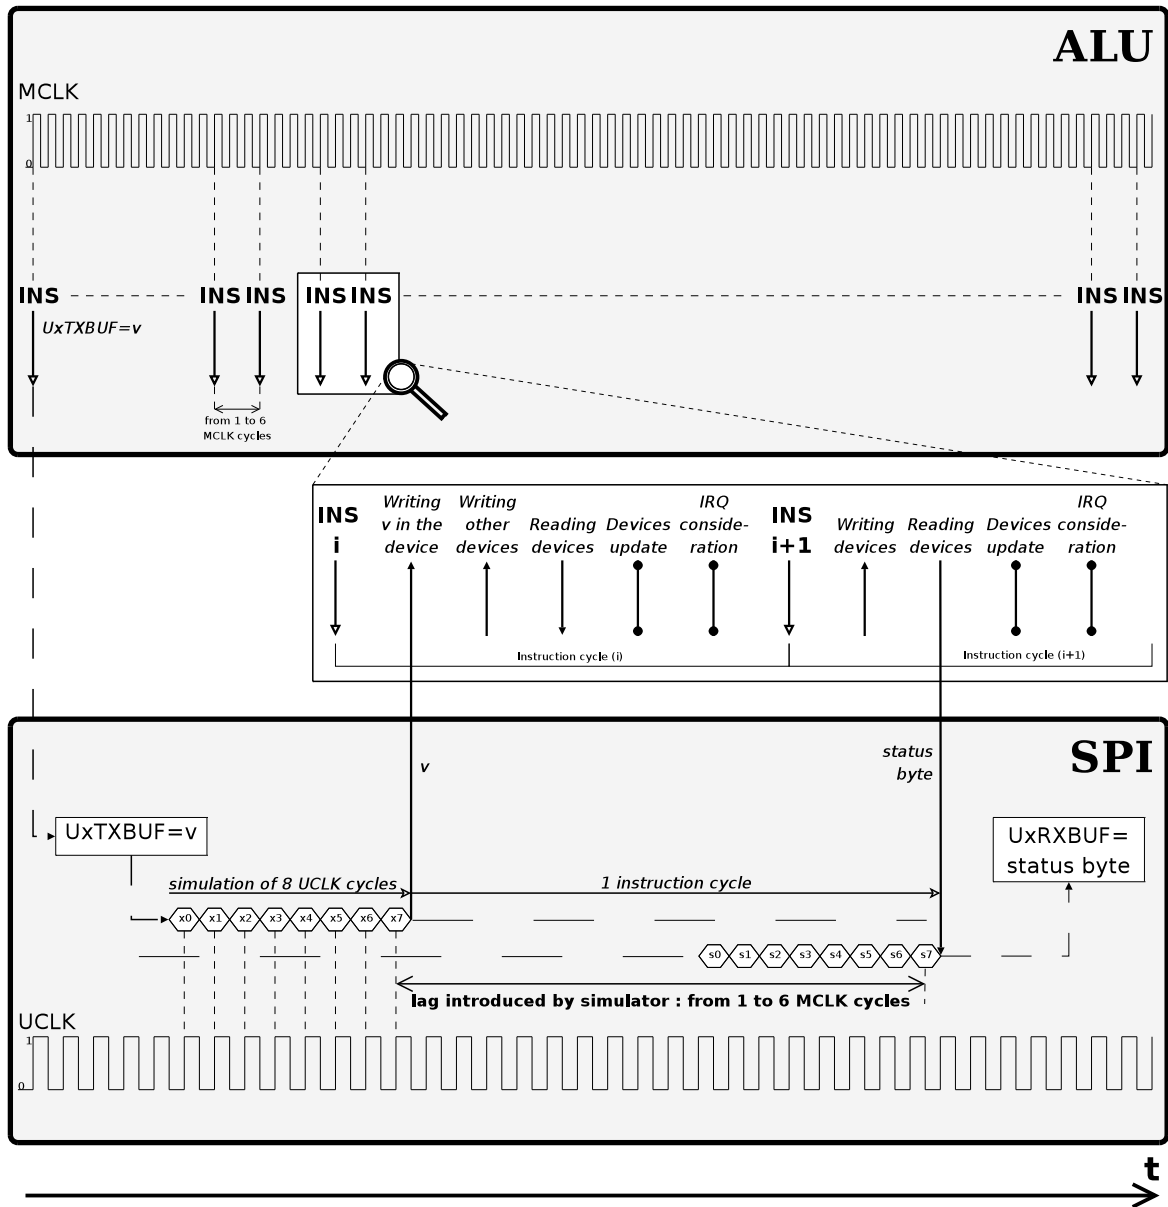 ALU
MCLK
1
0
INS INS INS INS INS INS INS
UxTXBUF=v
from 1 to 6
MCLK cycles
INS
i
Writing
v in the
device
Writing
other
devices
Reading
devices
Devices
update
IRQ
conside-
ration
INS
i+1
Writing
devices
Reading
devices
Devices
update
IRQ
conside-
ration
Instruction cycle (i)
Instruction cycle (i+1)
SPI
v
status
byte
UxTXBUF=v
UxRXBUF=
status byte
simulation of 8 UCLK cycles
1 instruction cycle
x0 x1 x2 x3 x4 x5 x6 x7
s0 s1 s2 s3 s4 s5 s6 s7
lag introduced by simulator : from 1 to 6 MCLK cycles
UCLK
1
0
t